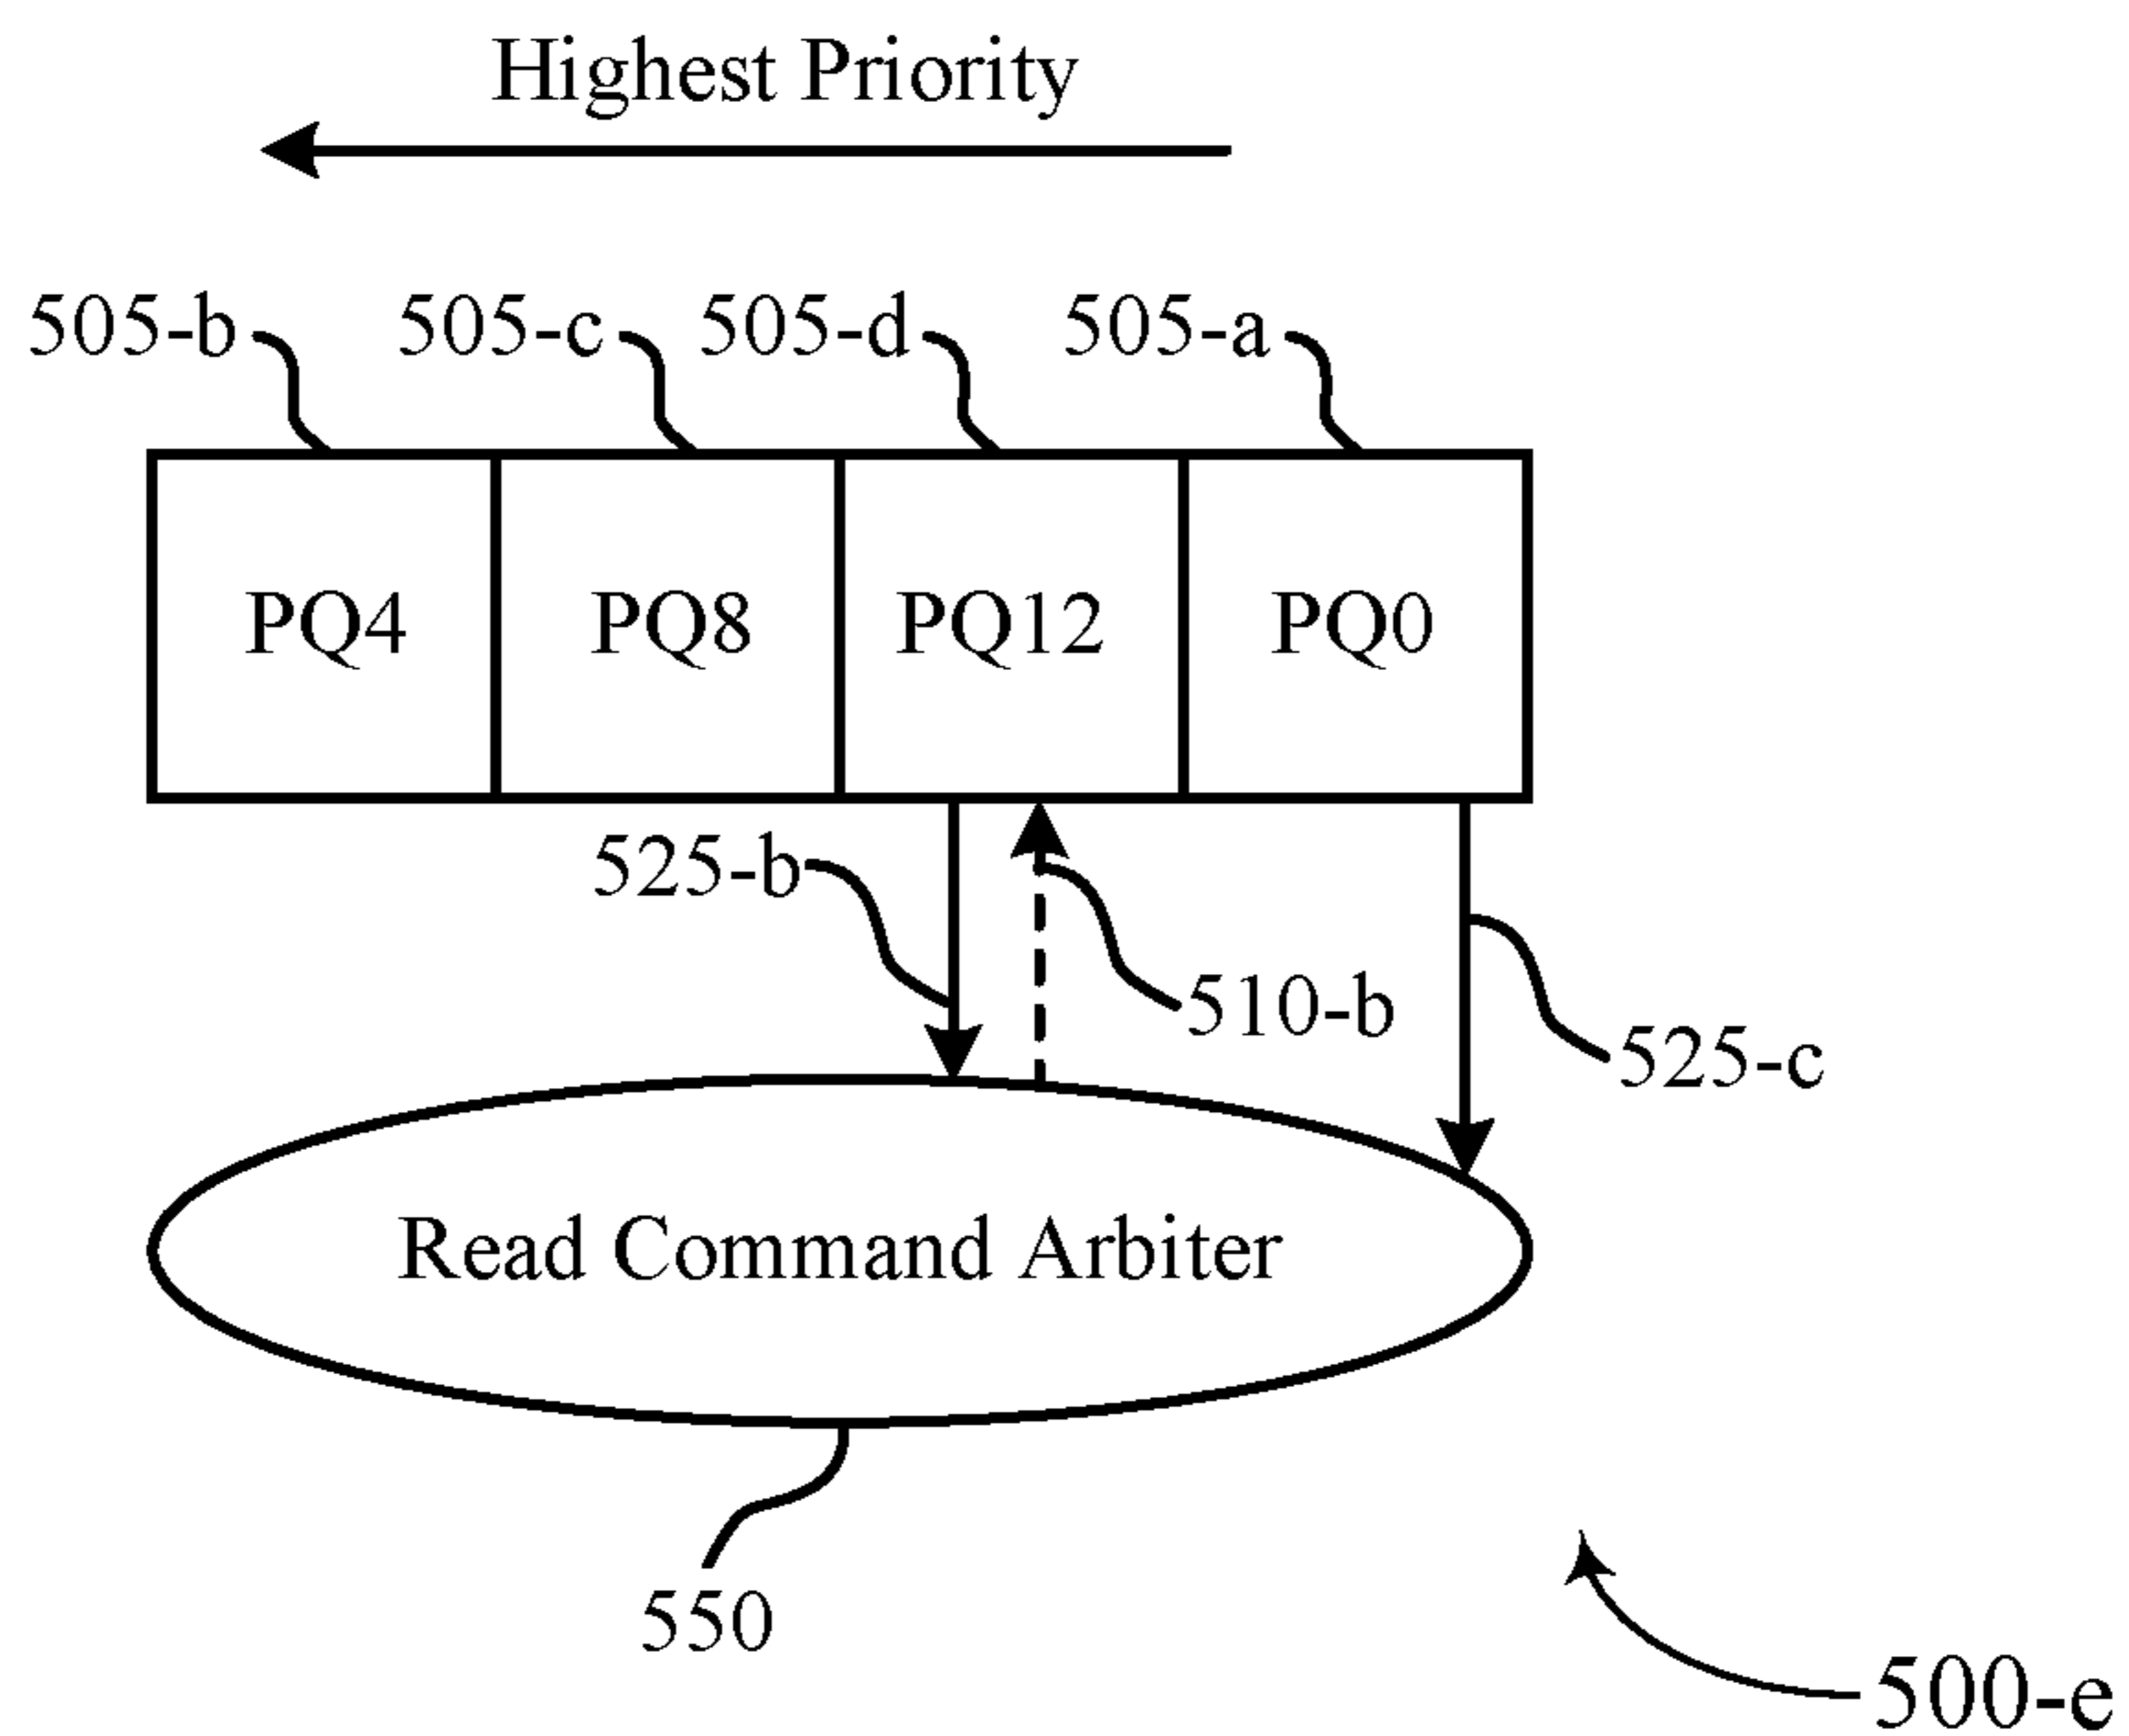 Highest Priority
505-b 505-c 505-d 505-a
PQ4 PQ8 PQ12 PQ0
525-b
510-b
525-c
Read Command Arbiter
550
500-e